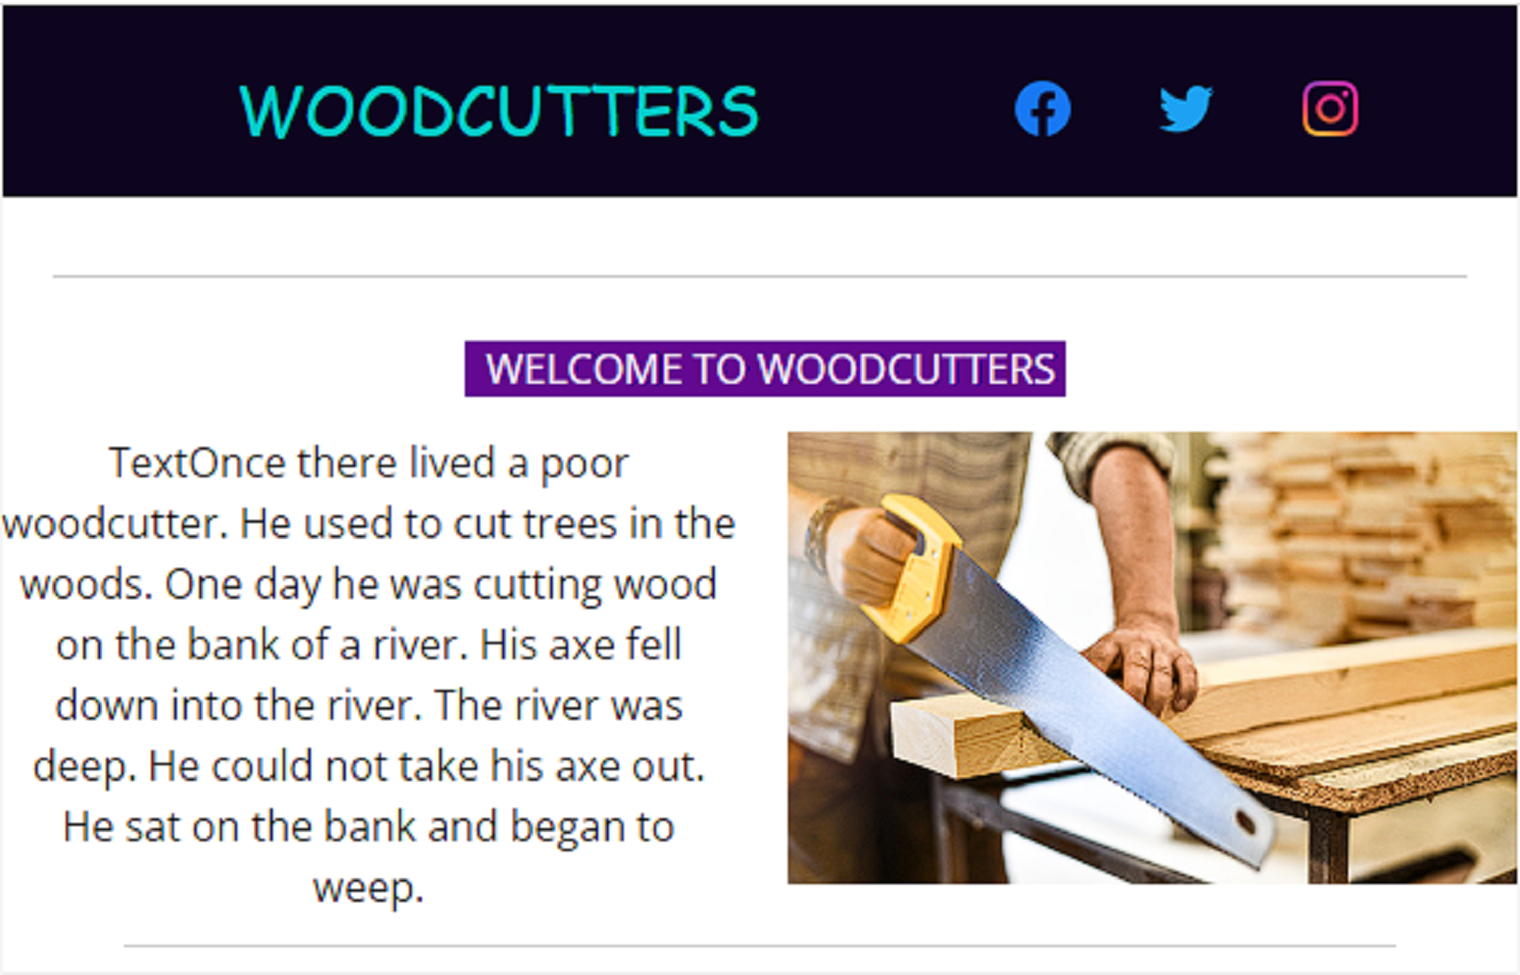 WOODCUTTERS
WELCOME TO WOODCUTTERS
TextOnce there lived a poor
woodcutter. He used to cut trees in the
woods. One day he was cutting wood
on the bank of a river. His axe fell
down into the river. The river was
deep. He could not take his axe out.
He sat on the bank and began to
weep.